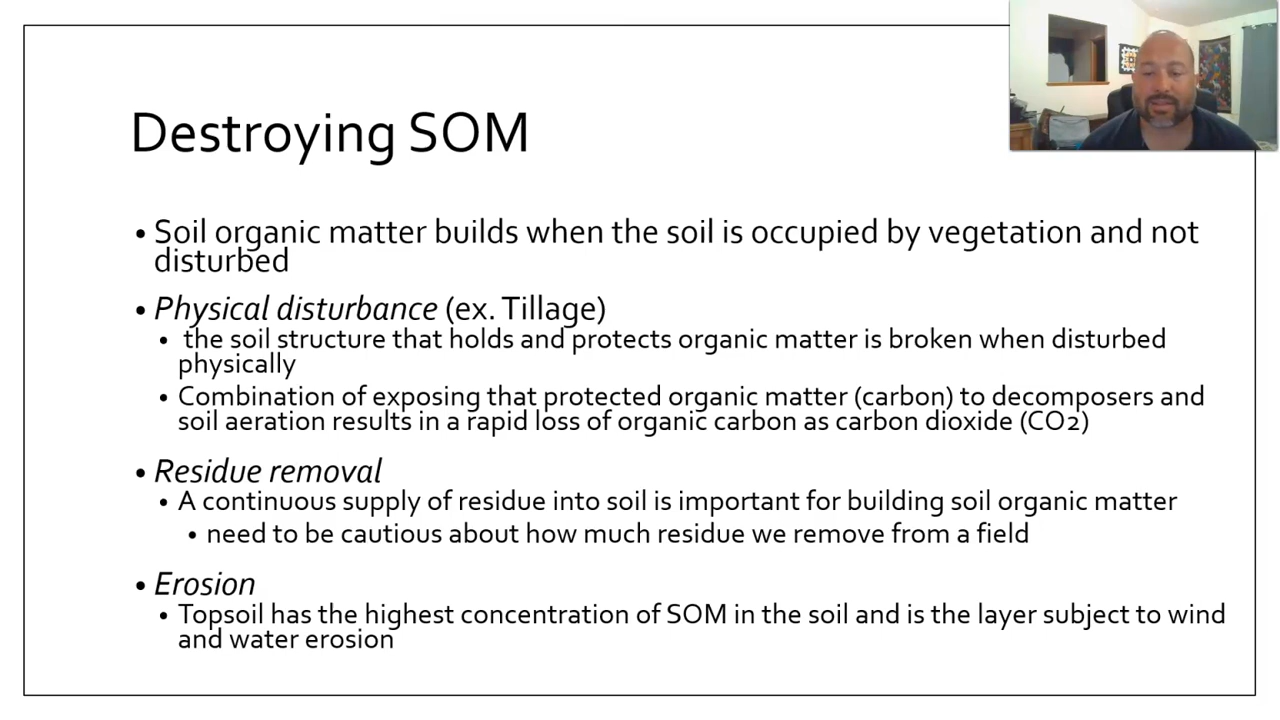 Destroying SOM
• Soil organic matter builds when the soil is occupied by vegetation and not
disturbed
• Physical disturbance (ex. Tillage)
• the soil structure that holds and protects organic matter is broken when disturbed
physically
• Combination of exposing that protected organic matter (carbon) to decomposers and
soil aeration results in a rapid loss of organic carbon as carbon dioxide (CO2)
• Residue removal
• A continuous supply of residue into soil is important for building soil organic matter
• need to be cautious about how much residue we remove from a field
• Erosion
• Topsoil has the highest concentration of SOM in the soil and is the layer subject to wind
and water erosion